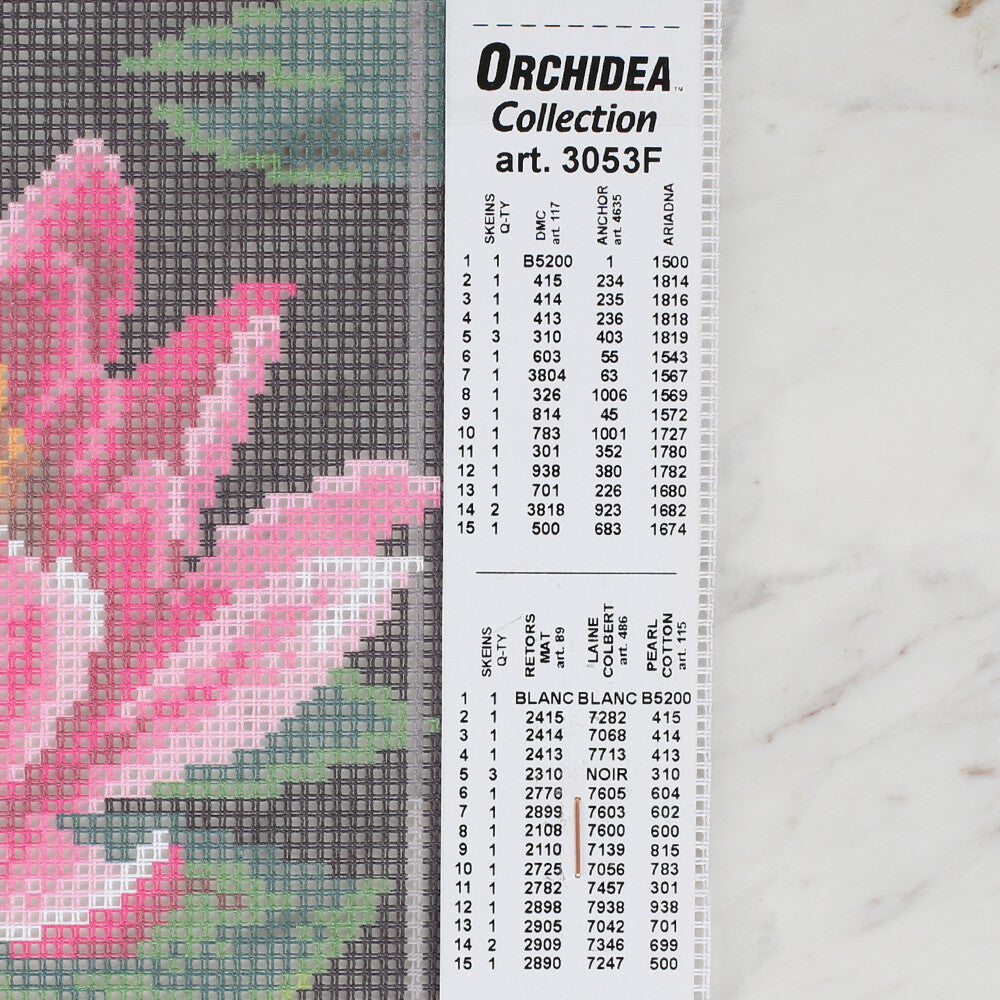 ORCHIDEA™
Collection
art. 3053F
SKEINS Q-TY DMC art. 117 ANCHOR art. 4635 ARIADNA
1 1 B5200 1 1500
2 1 415 234 1814
3 1 414 235 1816
4 1 413 236 1818
5 3 310 403 1819
6 1 603 55 1543
7 1 3804 63 1567
8 1 326 1006 1569
9 1 814 45 1572
10 1 783 1001 1727
11 1 301 352 1780
12 1 938 380 1782
13 1 701 226 1680
14 2 3818 923 1682
15 1 500 683 1674
SKEINS Q-TY RETORS MAT art. 89 LAINE COLBERT art. 486 PEARL COTTON art. 115
1 1 BLANC BLANC B5200
2 1 2415 7282 415
3 1 2414 7068 414
4 1 2413 7713 413
5 3 2310 NOIR 310
6 1 2776 7605 604
7 1 2899 7603 602
8 1 2108 7600 600
9 1 2110 7139 815
10 1 2725 7056 783
11 1 2782 7457 301
12 1 2898 7938 938
13 1 2905 7042 701
14 2 2909 7346 699
15 1 2890 7247 500